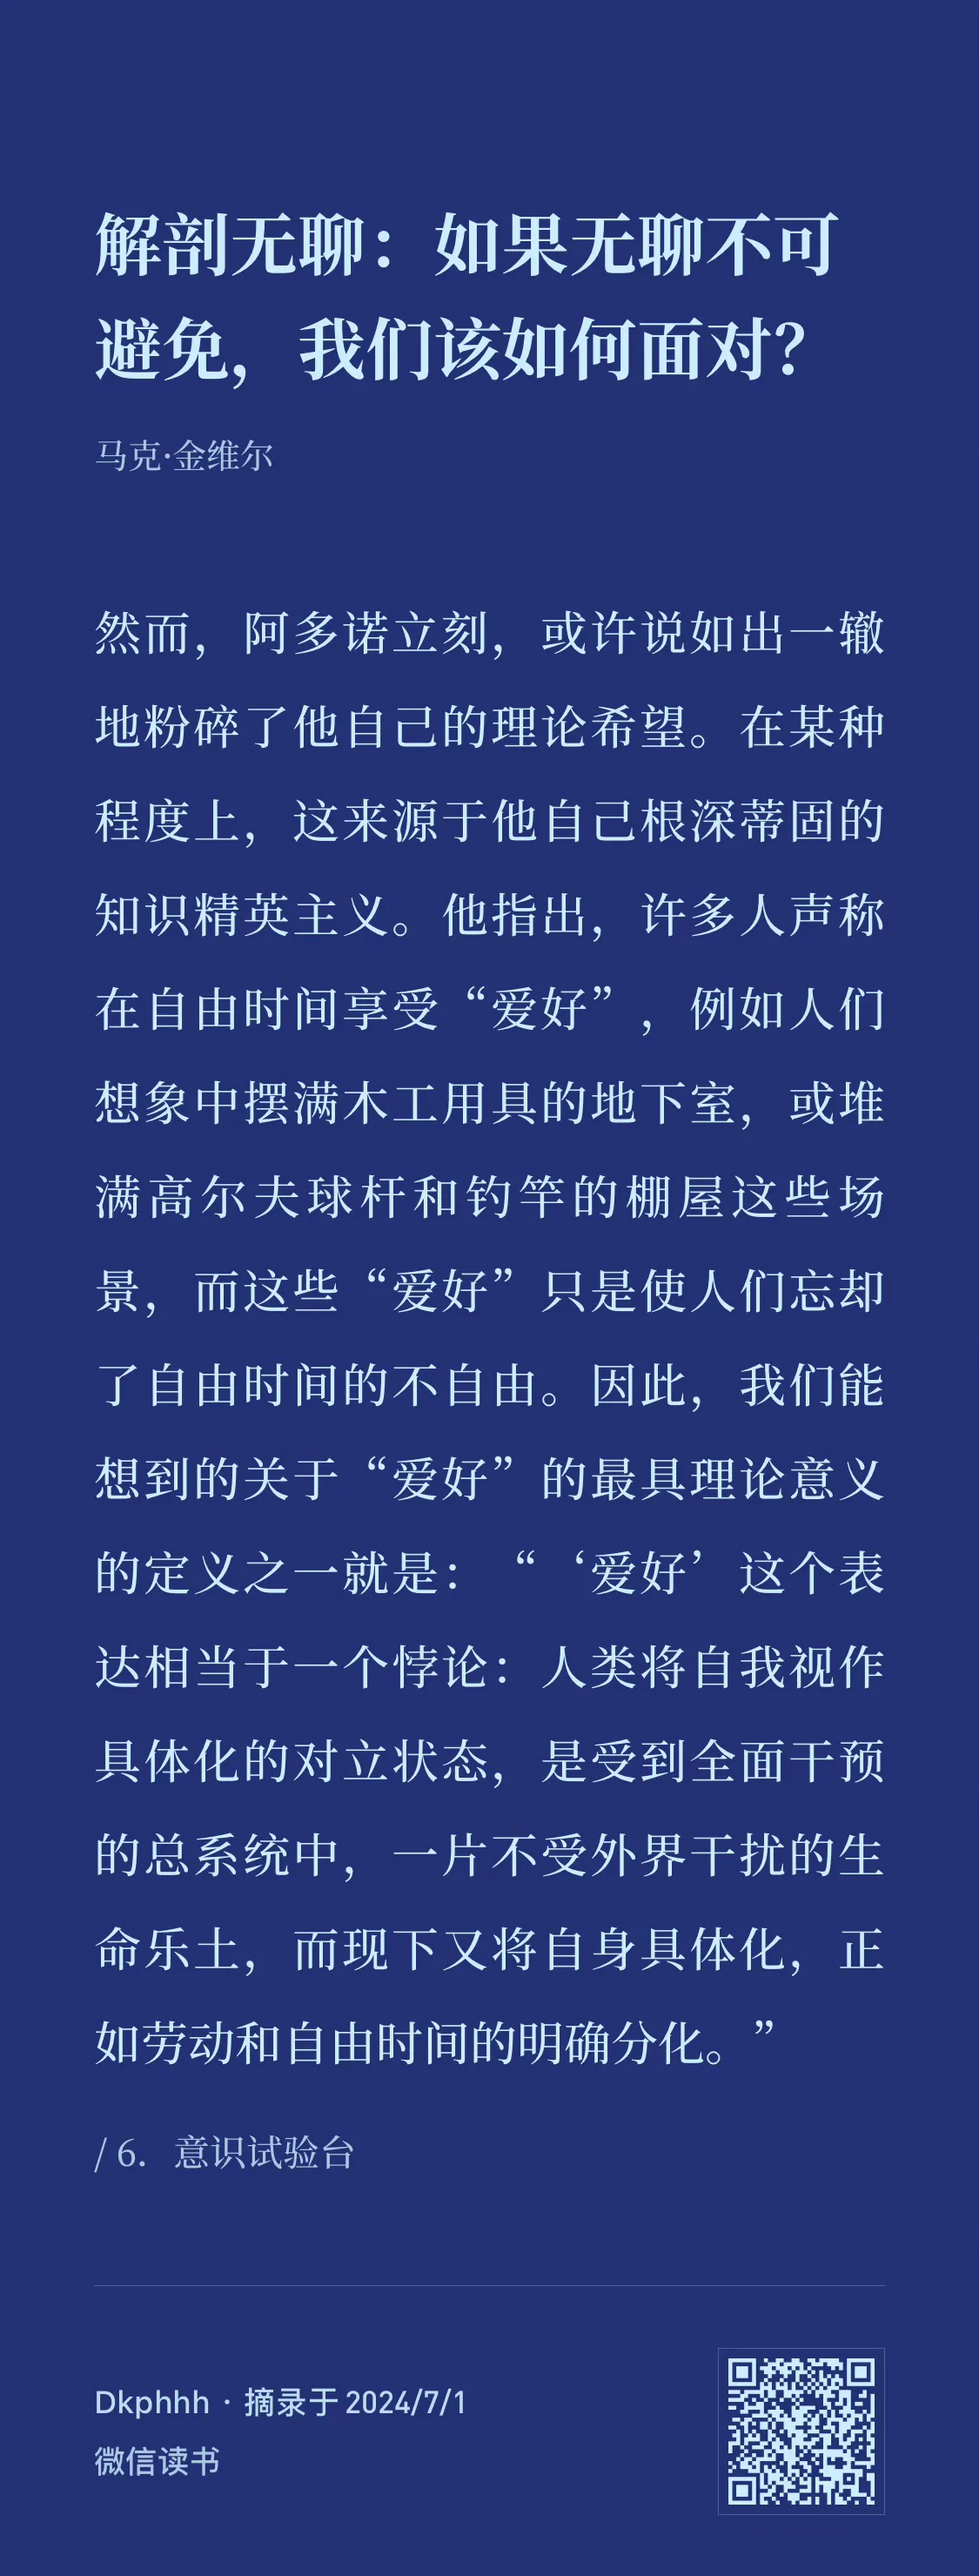 解剖无聊：如果无聊不可
避免，我们该如何面对？
马克·金维尔
然而，阿多诺立刻，或许说如出一辙
地粉碎了他自己的理论希望。在某种
程度上，这来源于他自己根深蒂固的
知识精英主义。他指出，许多人声称
在自由时间享受“爱好”，例如人们
想象中摆满木工用具的地下室，或堆
满高尔夫球杆和钓竿的棚屋这些场
景，而这些“爱好”只是使人们忘却
了自由时间的不自由。因此，我们能
想到的关于“爱好”的最具理论意义
的定义之一就是：“‘爱好’这个表
达相当于一个悖论：人类将自我视作
具体化的对立状态，是受到全面干预
的总系统中，一片不受外界干扰的生
命乐土，而现下又将自身具体化，正
如劳动和自由时间的明确分化。”
/ 6. 意识试验台
Dkphhh · 摘录于 2024/7/1
微信读书